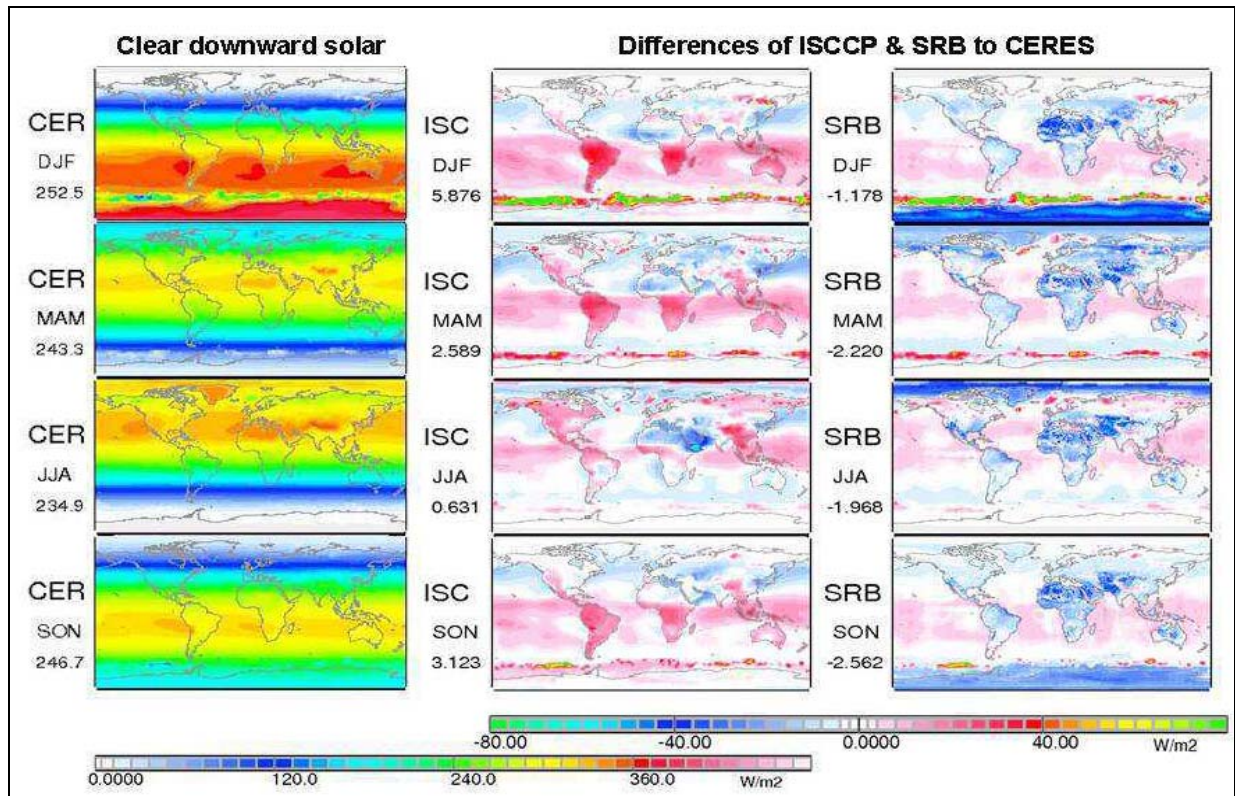 Clear downward solar
Differences of ISCCP & SRB to CERES
CER
DJF
252.5
ISC
DJF
5.876
SRB
DJF
-1.178
CER
MAM
243.3
ISC
MAM
2.589
SRB
MAM
-2.220
CER
JJA
234.9
ISC
JJA
0.631
SRB
JJA
-1.968
CER
SON
246.7
ISC
SON
3.123
SRB
SON
-2.562
-80.00 -40.00 0.0000 40.00 W/m2
0.0000 120.0 240.0 360.0 W/m2